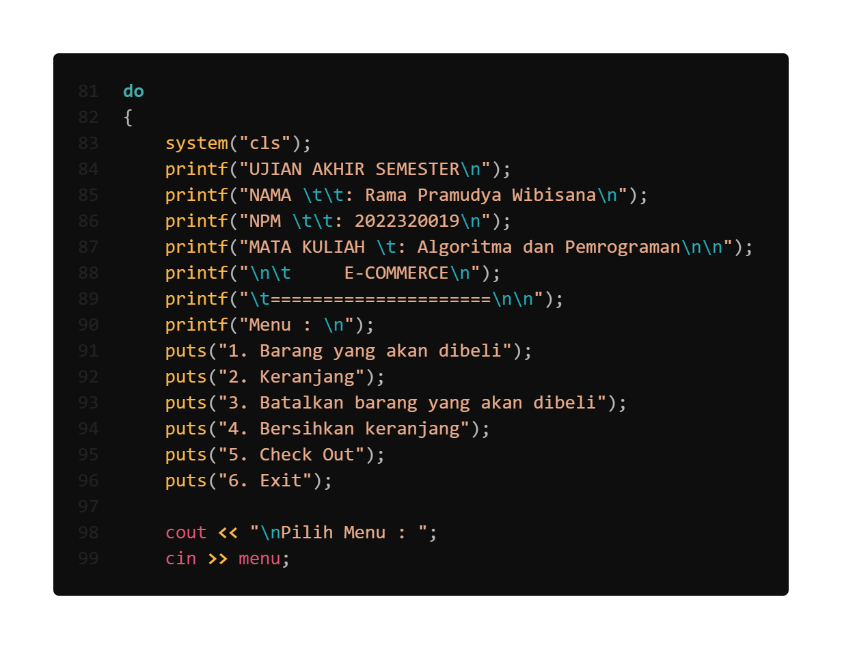 81 do
82 {
83 system("cls");
84 printf("UJIAN AKHIR SEMESTER\n");
85 printf("NAMA \t\t: Rama Pramudya Wibisana\n");
86 printf("NPM \t\t: 2022320019\n");
87 printf("MATA KULIAH \t: Algoritma dan Pemrograman\n\n");
88 printf("\n\t     E-COMMERCE\n");
89 printf("\t=====================\n\n");
90 printf("Menu : \n");
91 puts("1. Barang yang akan dibeli");
92 puts("2. Keranjang");
93 puts("3. Batalkan barang yang akan dibeli");
94 puts("4. Bersihkan keranjang");
95 puts("5. Check Out");
96 puts("6. Exit");
97
98 cout << "\nPilih Menu : ";
99 cin >> menu;